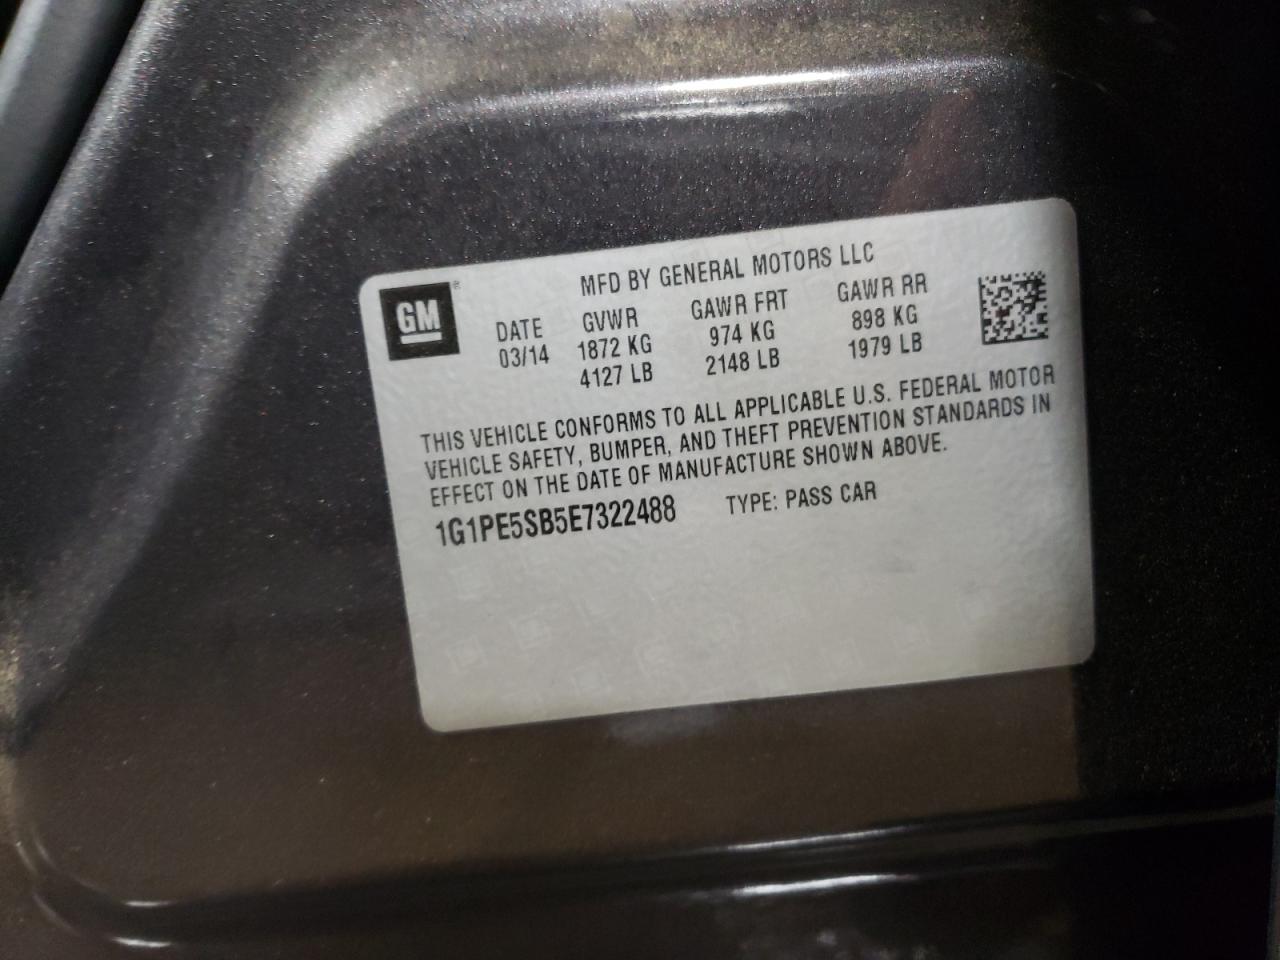 GM
MFD BY GENERAL MOTORS LLC
DATE GVWR GAWR FRT GAWR RR
03/14 1872 KG 974 KG 898 KG
4127 LB 2148 LB 1979 LB
THIS VEHICLE CONFORMS TO ALL APPLICABLE U.S. FEDERAL MOTOR
VEHICLE SAFETY, BUMPER, AND THEFT PREVENTION STANDARDS IN
EFFECT ON THE DATE OF MANUFACTURE SHOWN ABOVE.
1G1PE5SB5E7322488 TYPE: PASS CAR